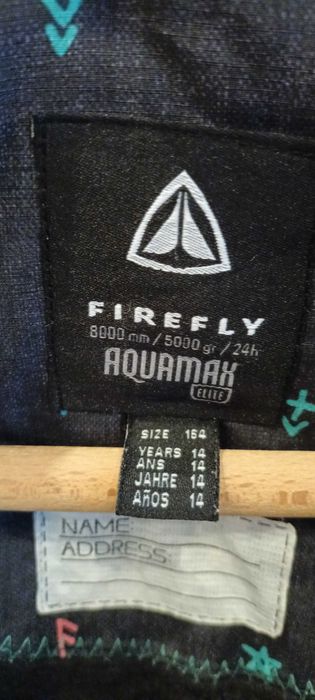 FIREFLY
8000 mm / 5000 gr / 24h
AQUAMAX
ELITE
SIZE 164
YEARS 14
ANS 14
JAHRE 14
AÑOS 14
NAME:
ADDRESS:
F